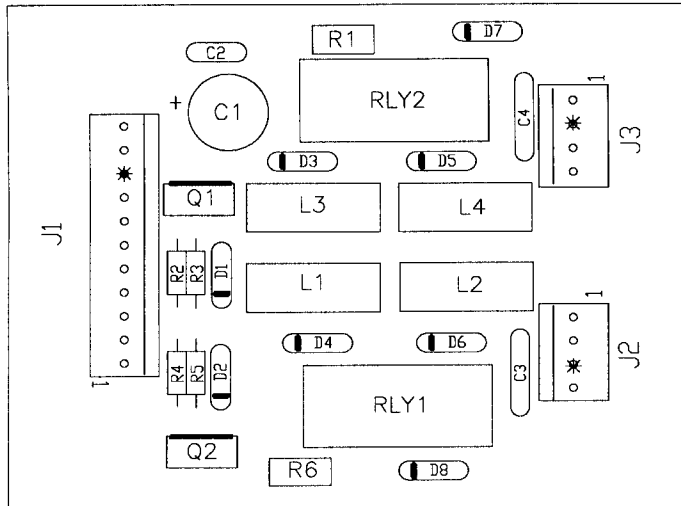 R1
D7
C2
+
C1
RLY2
C4
1
J3
D3
D5
Q1
L3
L4
J1
R2
R3
D1
L1
L2
1
J2
D4
D6
C3
R4
R5
D2
RLY1
1
Q2
R6
D8